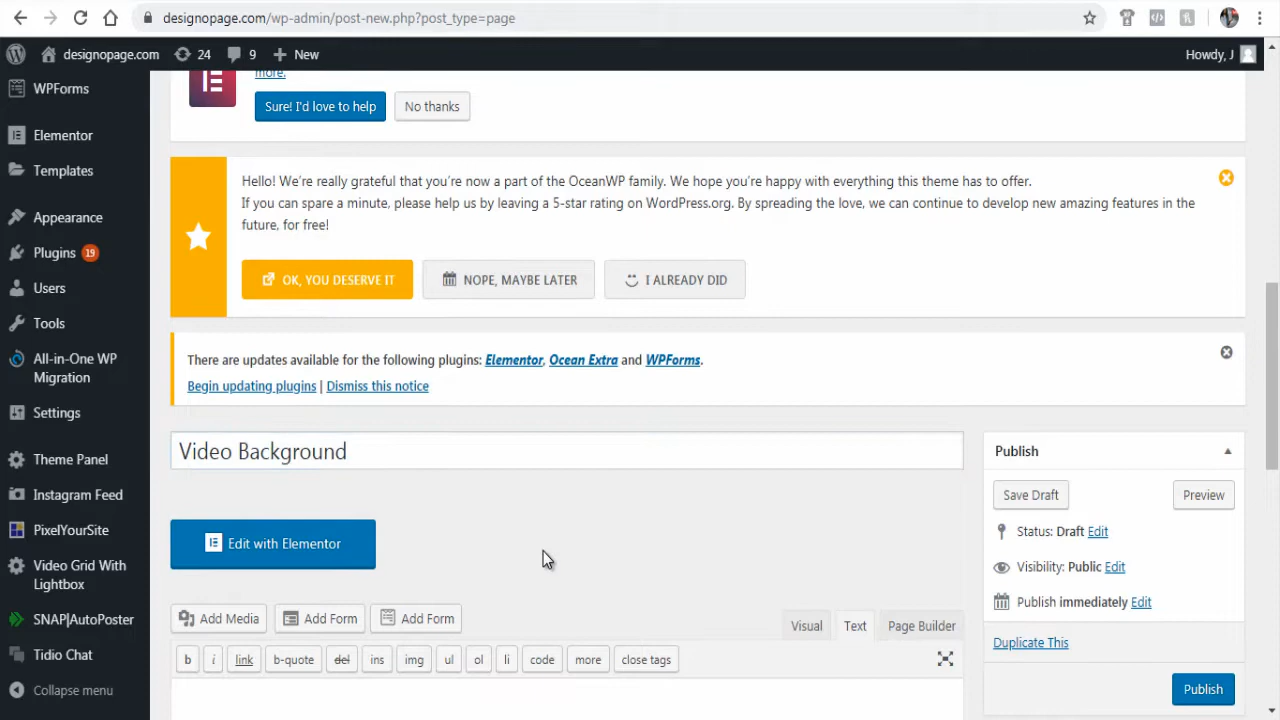 designopage.com/wp-admin/post-new.php?post_type=page
designopage.com
24
9
New
Howdy, J
WPForms
Elementor
Templates
Appearance
Plugins 19
Users
Tools
All-in-One WP
Migration
Settings
Theme Panel
Instagram Feed
PixelYourSite
Video Grid With
Lightbox
SNAP|AutoPoster
Tidio Chat
Collapse menu
more.
Sure! I'd love to help
No thanks
Hello! We're really grateful that you're now a part of the OceanWP family. We hope you're happy with everything this theme has to offer.
If you can spare a minute, please help us by leaving a 5-star rating on WordPress.org. By spreading the love, we can continue to develop new amazing features in the
future, for free!
OK, YOU DESERVE IT
NOPE, MAYBE LATER
I ALREADY DID
There are updates available for the following plugins: Elementor, Ocean Extra and WPForms.
Begin updating plugins | Dismiss this notice
Video Background
Edit with Elementor
Add Media
Add Form
Add Form
Visual
Text
Page Builder
b
i
link
b-quote
del
ins
img
ul
ol
li
code
more
close tags
Publish
Save Draft
Preview
Status: Draft Edit
Visibility: Public Edit
Publish immediately Edit
Duplicate This
Publish